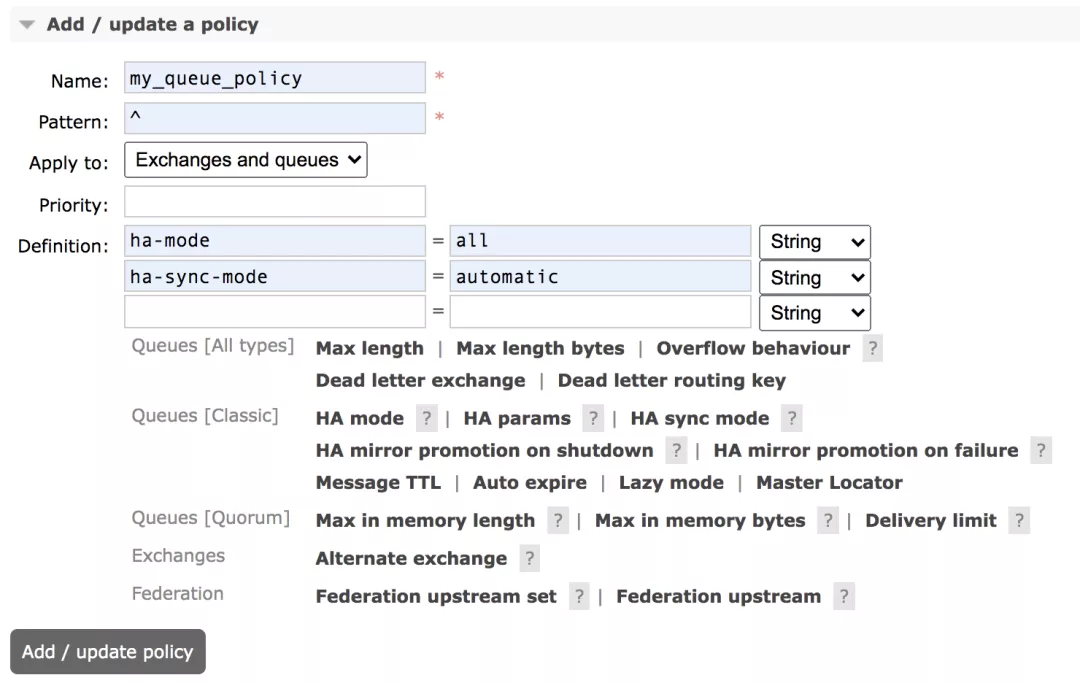 Add / update a policy
Name: my_queue_policy *
Pattern: ^ *
Apply to: Exchanges and queues
Priority:
Definition: ha-mode = all String
ha-sync-mode = automatic String
= String
Queues [All types] Max length | Max length bytes | Overflow behaviour ?
Dead letter exchange | Dead letter routing key
Queues [Classic] HA mode ? | HA params ? | HA sync mode ?
HA mirror promotion on shutdown ? | HA mirror promotion on failure ?
Message TTL | Auto expire | Lazy mode | Master Locator
Queues [Quorum] Max in memory length ? | Max in memory bytes ? | Delivery limit ?
Exchanges Alternate exchange ?
Federation Federation upstream set ? | Federation upstream ?
Add / update policy